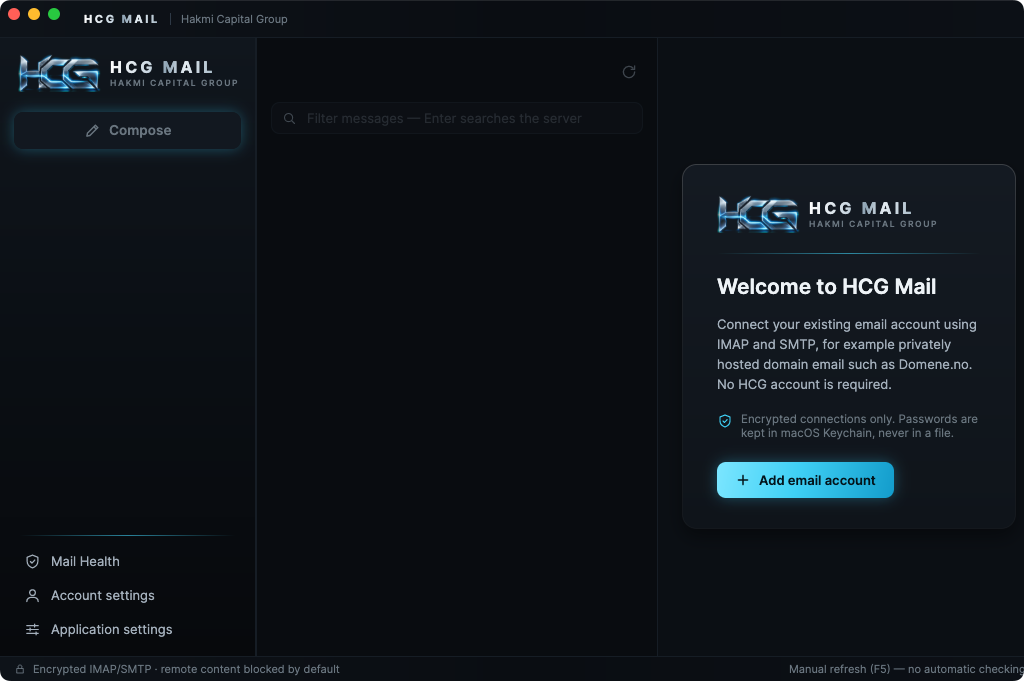 HCG MAIL | Hakmi Capital Group
HCG HCG MAIL
HAKMI CAPITAL GROUP
Compose
Filter messages — Enter searches the server
HCG HCG MAIL
HAKMI CAPITAL GROUP
Welcome to HCG Mail
Connect your existing email account using
IMAP and SMTP, for example privately
hosted domain email such as Domene.no.
No HCG account is required.
Encrypted connections only. Passwords are
kept in macOS Keychain, never in a file.
+ Add email account
Mail Health
Account settings
Application settings
Encrypted IMAP/SMTP · remote content blocked by default
Manual refresh (F5) — no automatic checking